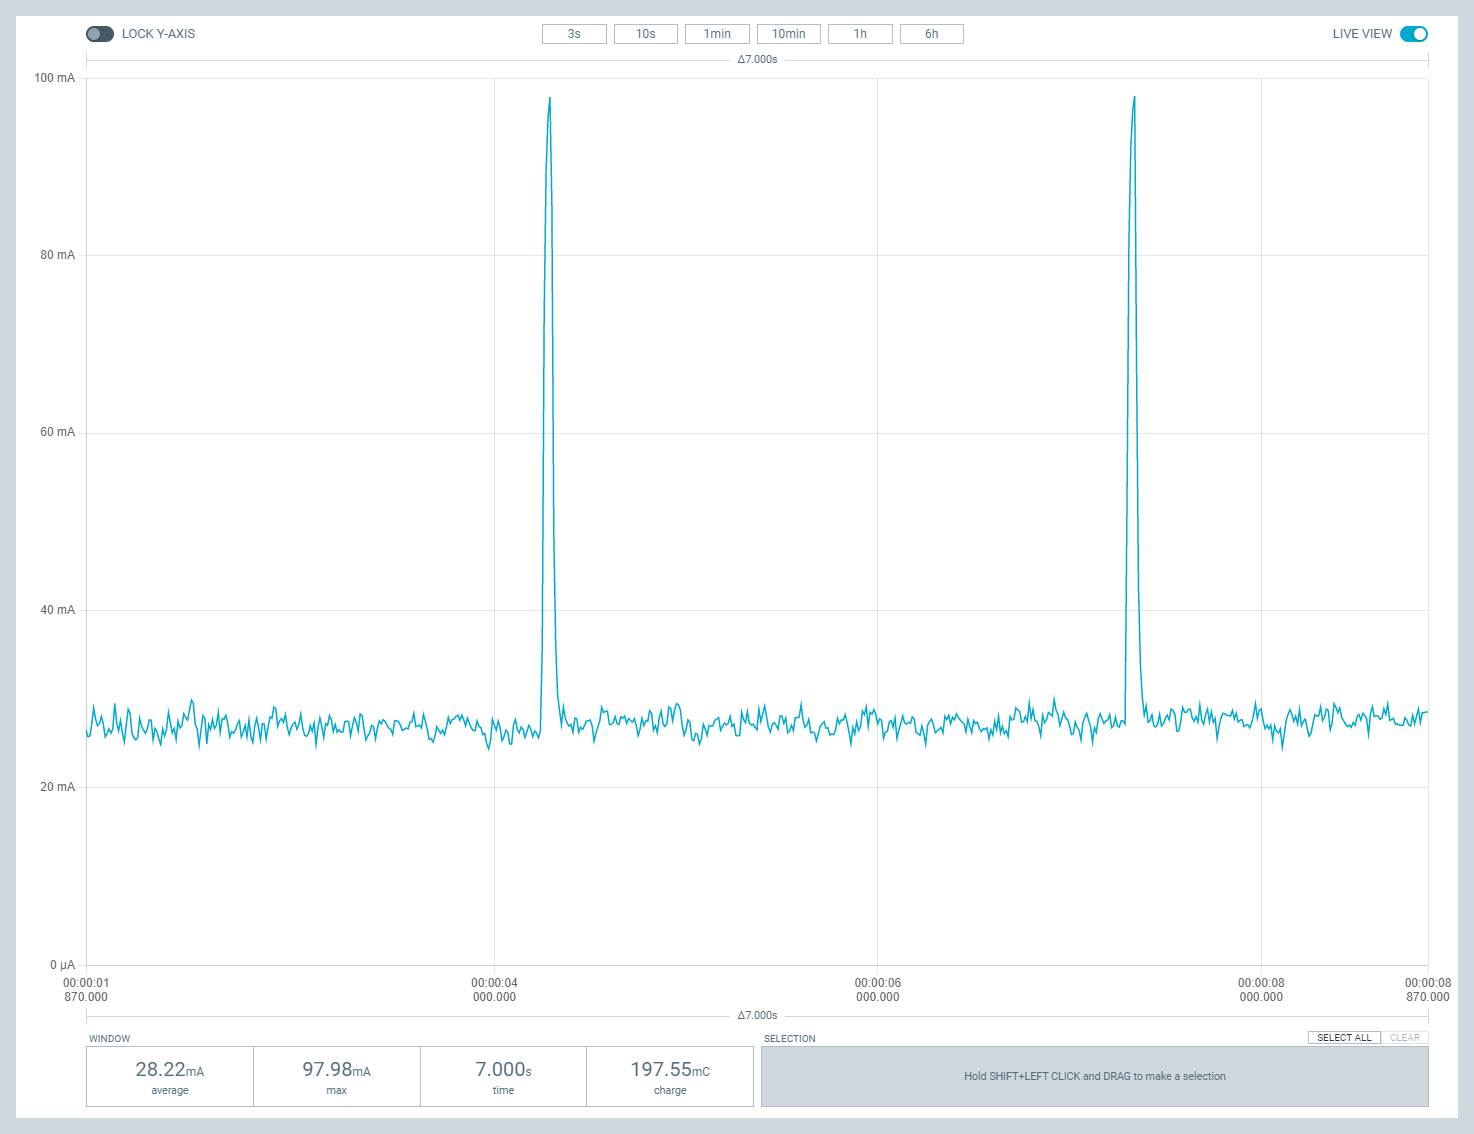 LOCK Y-AXIS
3s
10s
1min
10min
1h
6h
LIVE VIEW
Δ7.000s
100 mA
80 mA
60 mA
40 mA
20 mA
0 µA
00:00:01
870.000
00:00:04
000.000
00:00:06
000.000
00:00:08
000.000
00:00:08
870.000
Δ7.000s
WINDOW
28.22mA
average
97.98mA
max
7.000s
time
197.55mC
charge
SELECTION
SELECT ALL
CLEAR
Hold SHIFT+LEFT CLICK and DRAG to make a selection